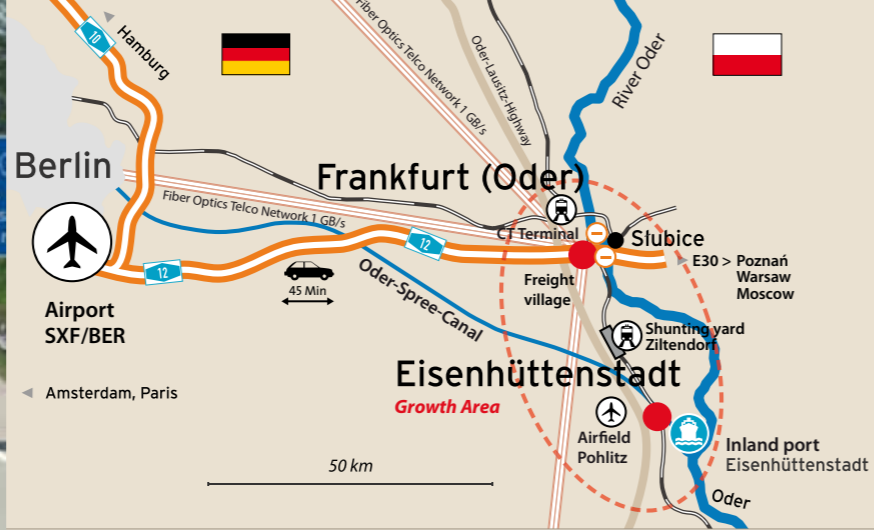 10
Hamburg
Fiber Optics Telco Network 1 GB/s
Oder-Lausitz-Highway
River Oder
Berlin
Frankfurt (Oder)
Fiber Optics Telco Network 1 GB/s
CT Terminal
Słubice
12
12
E30 > Poznań
Warsaw
Moscow
45 Min
Freight
village
Oder-Spree-Canal
Airport
SXF/BER
Shunting yard
Ziltendorf
Eisenhüttenstadt
Growth Area
Amsterdam, Paris
Airfield
Pohlitz
Inland port
Eisenhüttenstadt
50 km
Oder